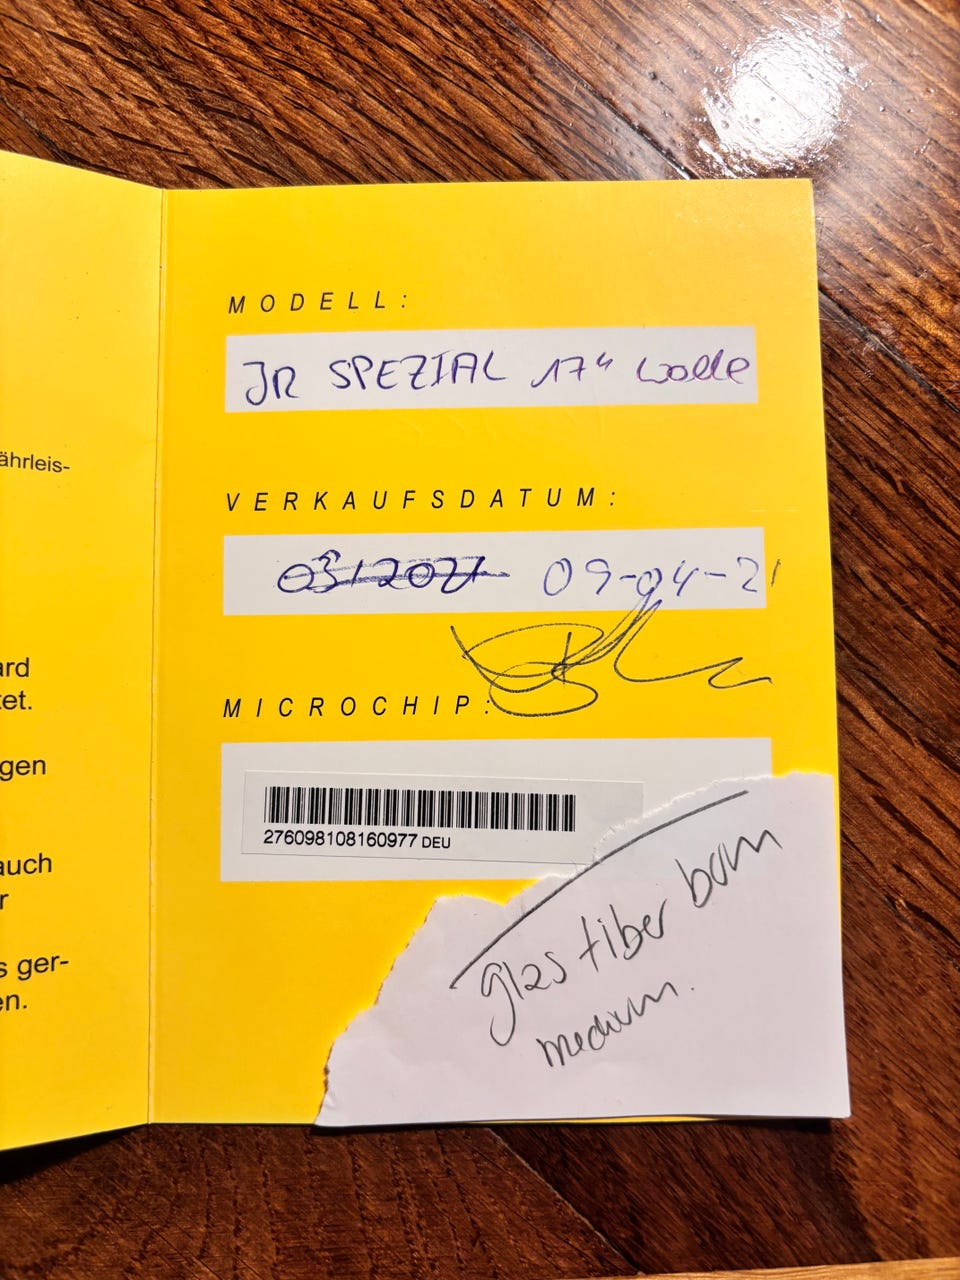 ährleis-
ard
tet.
gen
auch
r
s ger-
en.
MODELL:
JR SPEZIAL 17" Wolle
VERKAUFSDATUM:
03/2021 09-04-21
MICROCHIP:
276098108160977 DEU
glas fiber bom
medium.